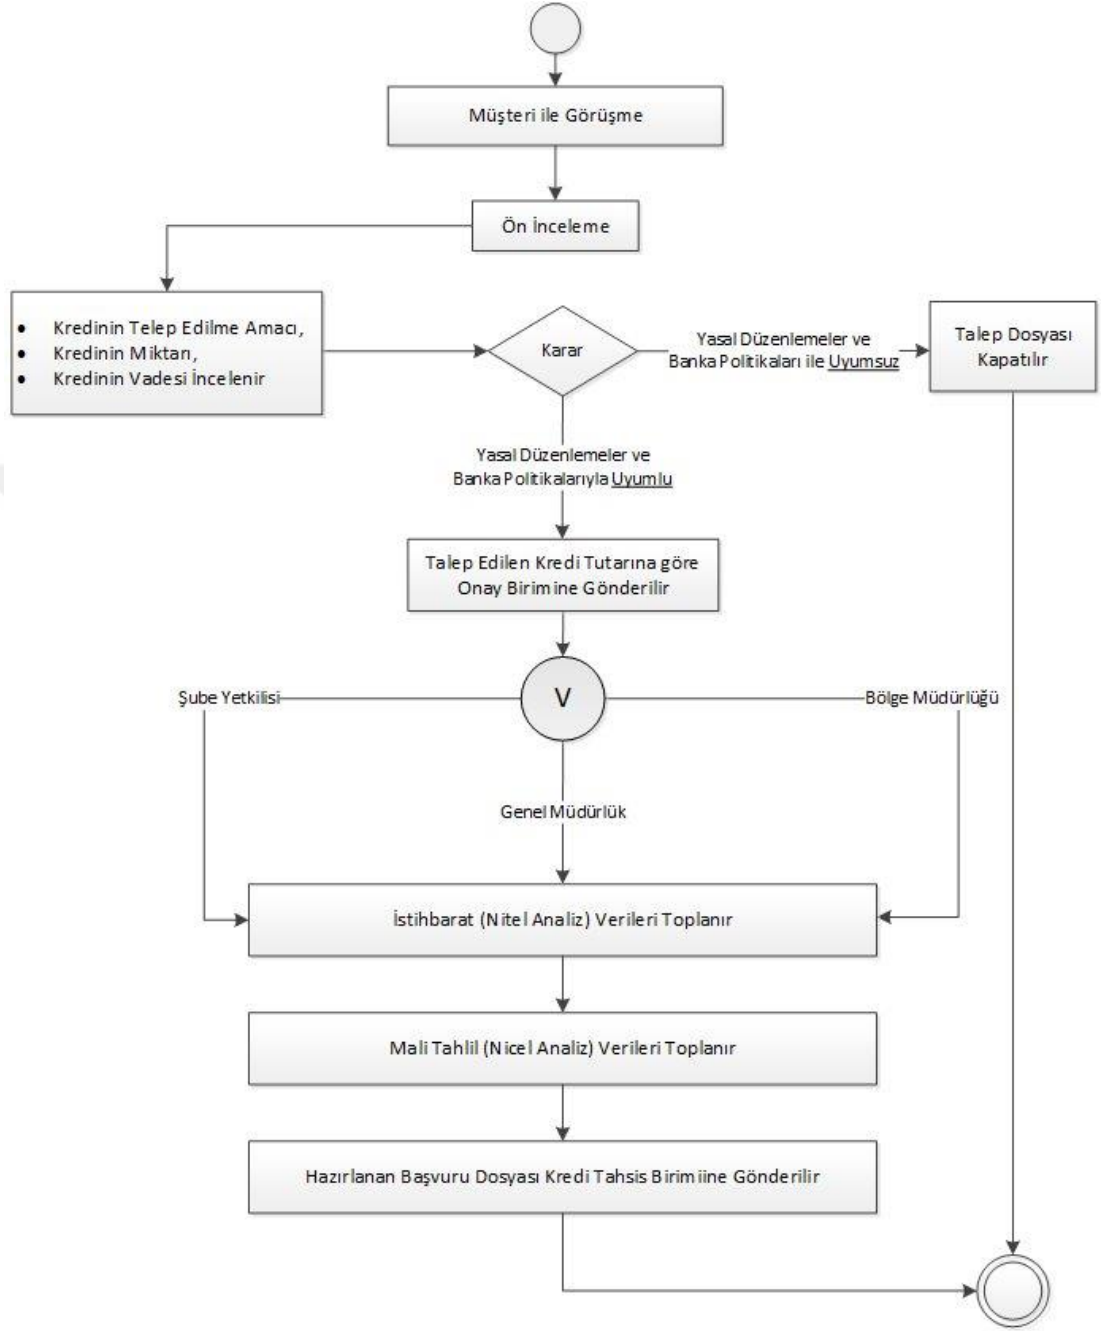 Müşteri ile Görüşme
Ön İnceleme
• Kredinin Telep Edilme Amacı,
• Kredinin Miktarı,
• Kredinin Vadesi İncelenir
Karar
Yasal Düzenlemeler ve
Banka Politikaları ile Uyumsuz
Talep Dosyası
Kapatılır
Yasal Düzenlemeler ve
Banka Politikalarıyla Uyumlu
Talep Edilen Kredi Tutarına göre
Onay Birimine Gönderilir
Şube Yetkilisi
V
Bölge Müdürlüğü
Genel Müdürlük
İstihbarat (Nitel Analiz) Verileri Toplanır
Mali Tahlil (Nicel Analiz) Verileri Toplanır
Hazırlanan Başvuru Dosyası Kredi Tahsis Birimiine Gönderilir